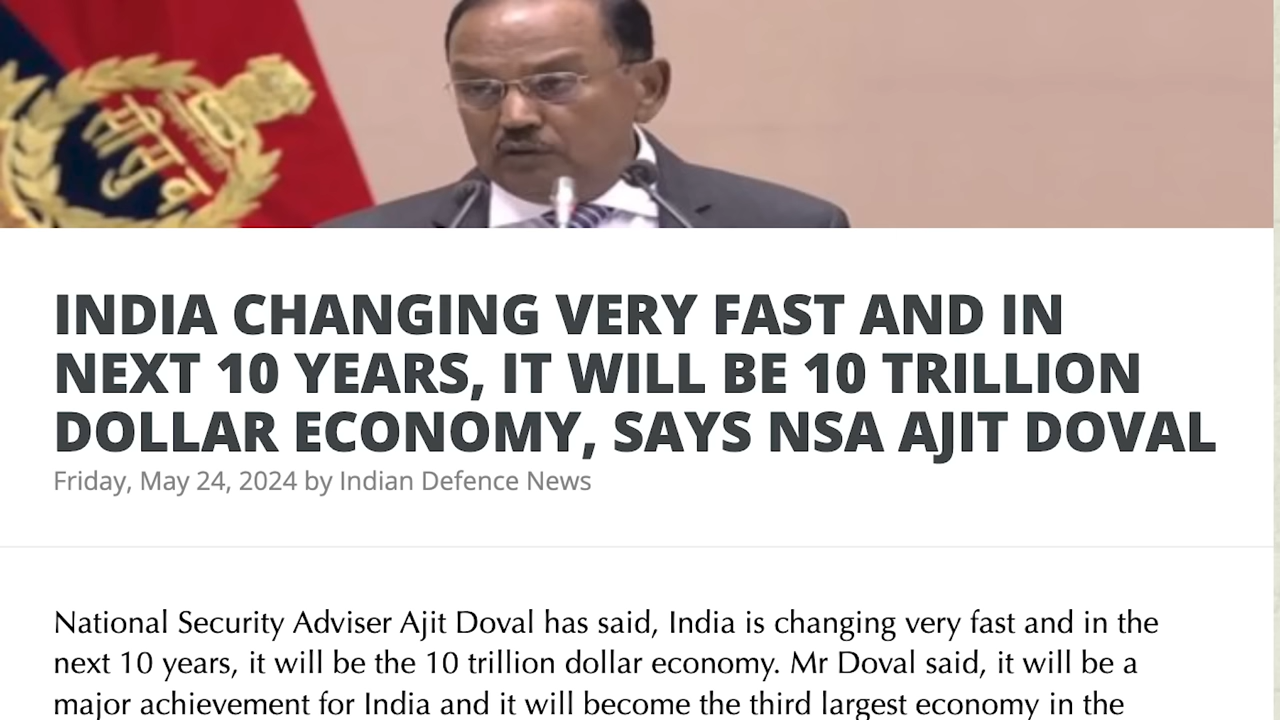 INDIA CHANGING VERY FAST AND IN
NEXT 10 YEARS, IT WILL BE 10 TRILLION
DOLLAR ECONOMY, SAYS NSA AJIT DOVAL
Friday, May 24, 2024 by Indian Defence News
National Security Adviser Ajit Doval has said, India is changing very fast and in the
next 10 years, it will be the 10 trillion dollar economy. Mr Doval said, it will be a
major achievement for India and it will become the third largest economy in the